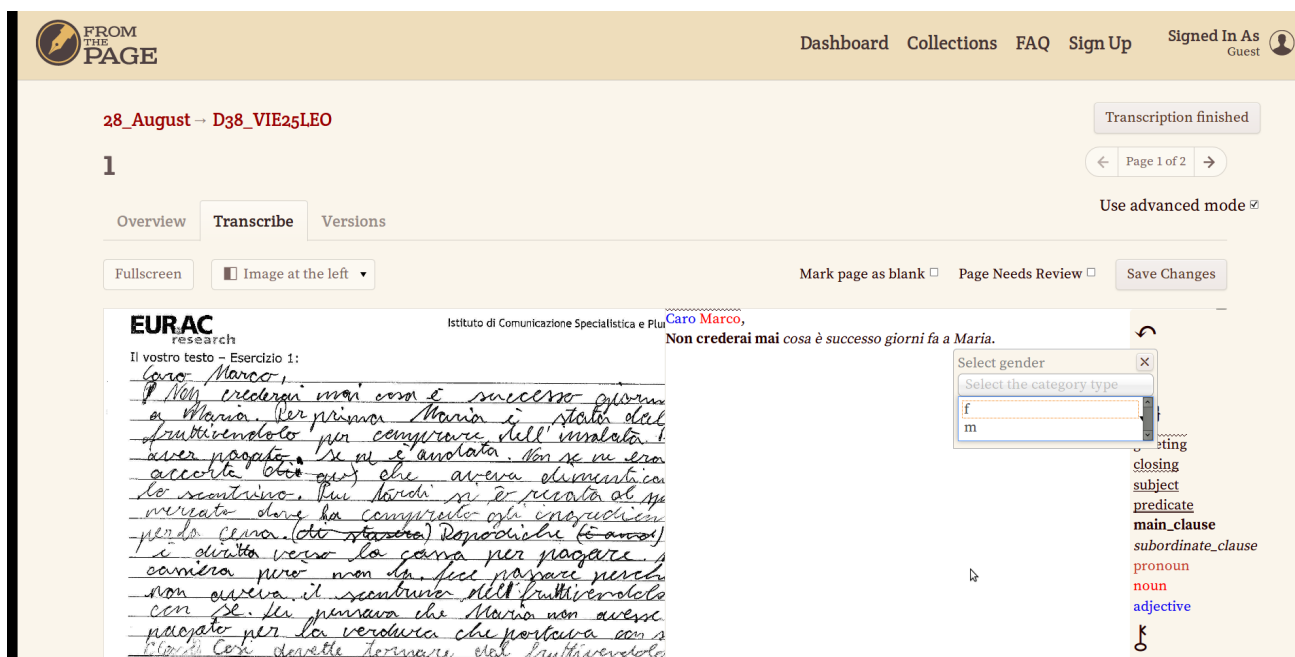 FROM
THE
PAGE
Dashboard Collections FAQ Sign Up Signed In As
Guest
28_August → D38_VIE25LEO
Transcription finished
1
← Page 1 of 2 →
Use advanced mode
Overview Transcribe Versions
Fullscreen Image at the left
Mark page as blank Page Needs Review Save Changes
EURAC
research
Istituto di Comunicazione Specialistica e Plu
Il vostro testo – Esercizio 1:
Caro Marco,
Non crederai mai cosa è successo giorni
a Maria. Per prima Maria è stata dal
fruttivendolo per comprare dell'insalata.
aver pagato, se ne è andata. Non se ne era
accorta che aveva dimentica
lo scontrino. Più tardi si è recata al
mercato dove ha comprato gli ingredien
per la cena. (di stasera) Dopodiche
è diritta verso la cassa per pagare.
cassiera però non la fece passare perch
non aveva il scontrino dell'fruttivendolo
con se. Lei pensava che Maria non avesse
pagato per la verdura che portava con s
Così dovette tornare dal fruttivendolo
Caro Marco,
Non crederai mai cosa è successo giorni fa a Maria.
Select gender
Select the category type
f
m
eting
closing
subject
predicate
main_clause
subordinate_clause
pronoun
noun
adjective